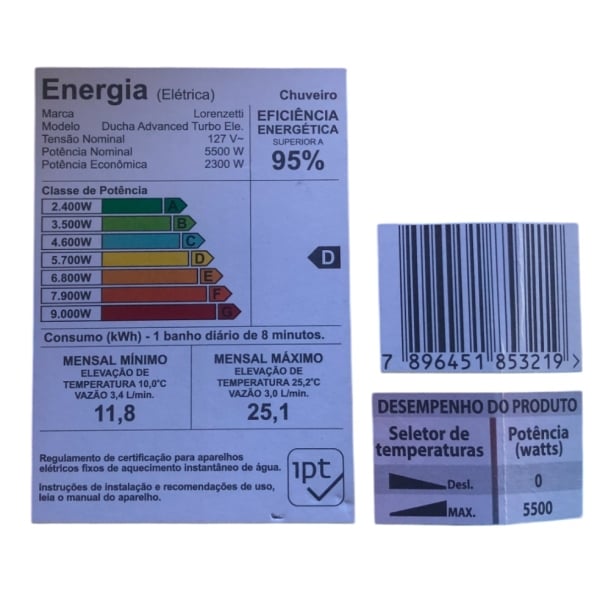 Energia (Elétrica) Chuveiro
Marca Lorenzetti
Modelo Ducha Advanced Turbo Ele.
Tensão Nominal 127 V~
Potência Nominal 5500 W
Potência Econômica 2300 W
EFICIÊNCIA
ENERGÉTICA
SUPERIOR A
95%
Classe de Potência
2.400W A
3.500W B
4.600W C
5.700W D
6.800W E
7.900W F
9.000W G
D
Consumo (kWh) - 1 banho diário de 8 minutos.
MENSAL MÍNIMO
ELEVAÇÃO DE
TEMPERATURA 10,0°C
VAZÃO 3,4 L/min.
11,8
MENSAL MÁXIMO
ELEVAÇÃO DE
TEMPERATURA 25,2°C
VAZÃO 3,0 L/min.
25,1
Regulamento de certificação para aparelhos
elétricos fixos de aquecimento instantâneo de água.
Instruções de instalação e recomendações de uso,
leia o manual do aparelho.
ipt
7 896451 853219 >
DESEMPENHO DO PRODUTO
Seletor de
temperaturas
Potência
(watts)
Desl. 0
MAX. 5500